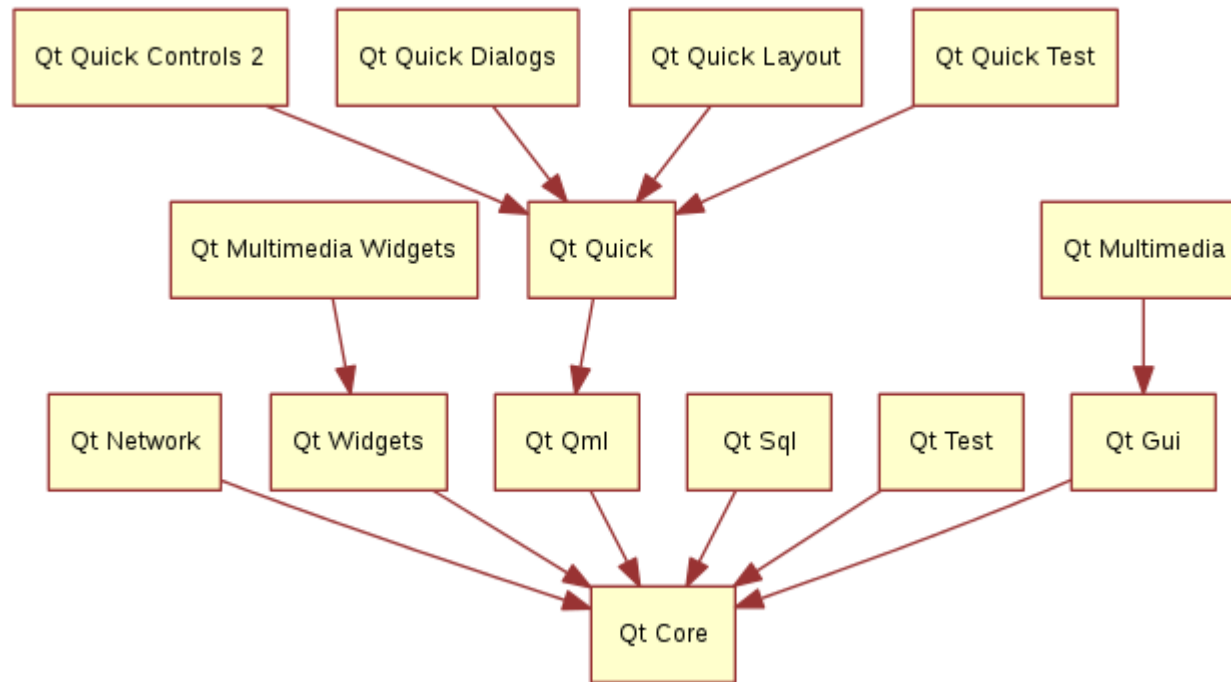 Qt Quick Controls 2
Qt Quick Dialogs
Qt Quick Layout
Qt Quick Test
Qt Multimedia Widgets
Qt Quick
Qt Multimedia
Qt Network
Qt Widgets
Qt Qml
Qt Sql
Qt Test
Qt Gui
Qt Core